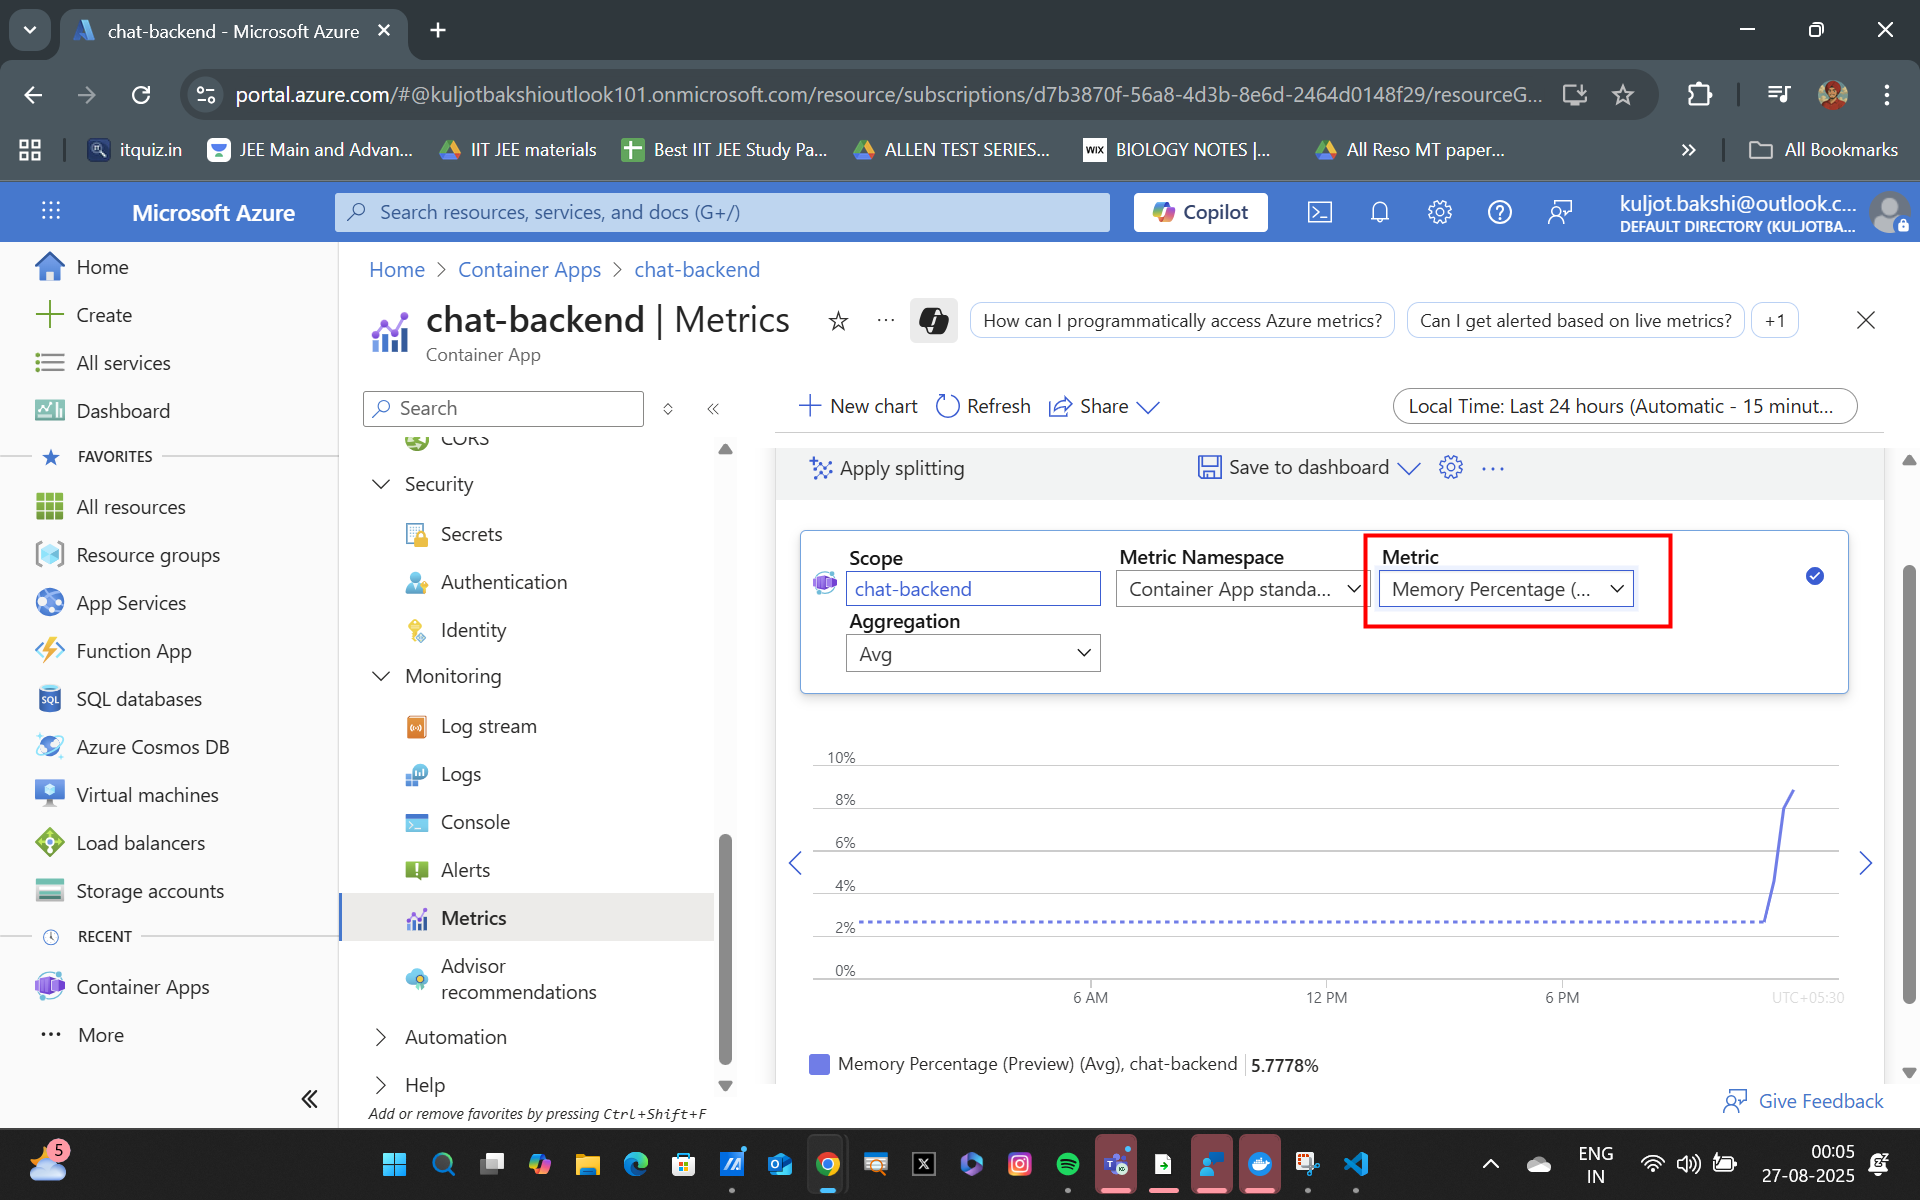 chat-backend - Microsoft Azure
portal.azure.com/#@kuljotbakshioutlook101.onmicrosoft.com/resource/subscriptions/d7b3870f-56a8-4d3b-8e6d-2464d0148f29/resourceG...
itquiz.in
JEE Main and Advan...
IIT JEE materials
Best IIT JEE Study Pa...
ALLEN TEST SERIES...
WIX
BIOLOGY NOTES |...
All Reso MT paper...
All Bookmarks
Microsoft Azure
Search resources, services, and docs (G+/)
Copilot
kuljot.bakshi@outlook.c...
DEFAULT DIRECTORY (KULJOTBA...
Home
Create
All services
Dashboard
FAVORITES
All resources
Resource groups
App Services
Function App
SQL
SQL databases
Azure Cosmos DB
Virtual machines
Load balancers
Storage accounts
RECENT
Container Apps
More
Home > Container Apps > chat-backend
chat-backend | Metrics
Container App
How can I programmatically access Azure metrics?
Can I get alerted based on live metrics?
+1
Search
CORS
Security
Secrets
Authentication
Identity
Monitoring
Log stream
Logs
Console
Alerts
Metrics
Advisor
recommendations
Automation
Help
Add or remove favorites by pressing Ctrl+Shift+F
New chart
Refresh
Share
Local Time: Last 24 hours (Automatic - 15 minut...
Apply splitting
Save to dashboard
Scope
chat-backend
Metric Namespace
Container App standa...
Metric
Memory Percentage (...
Aggregation
Avg
10%
8%
6%
4%
2%
0%
6 AM
12 PM
6 PM
UTC+05:30
Memory Percentage (Preview) (Avg), chat-backend
5.7778%
Give Feedback
5
ENG
IN
00:05
27-08-2025